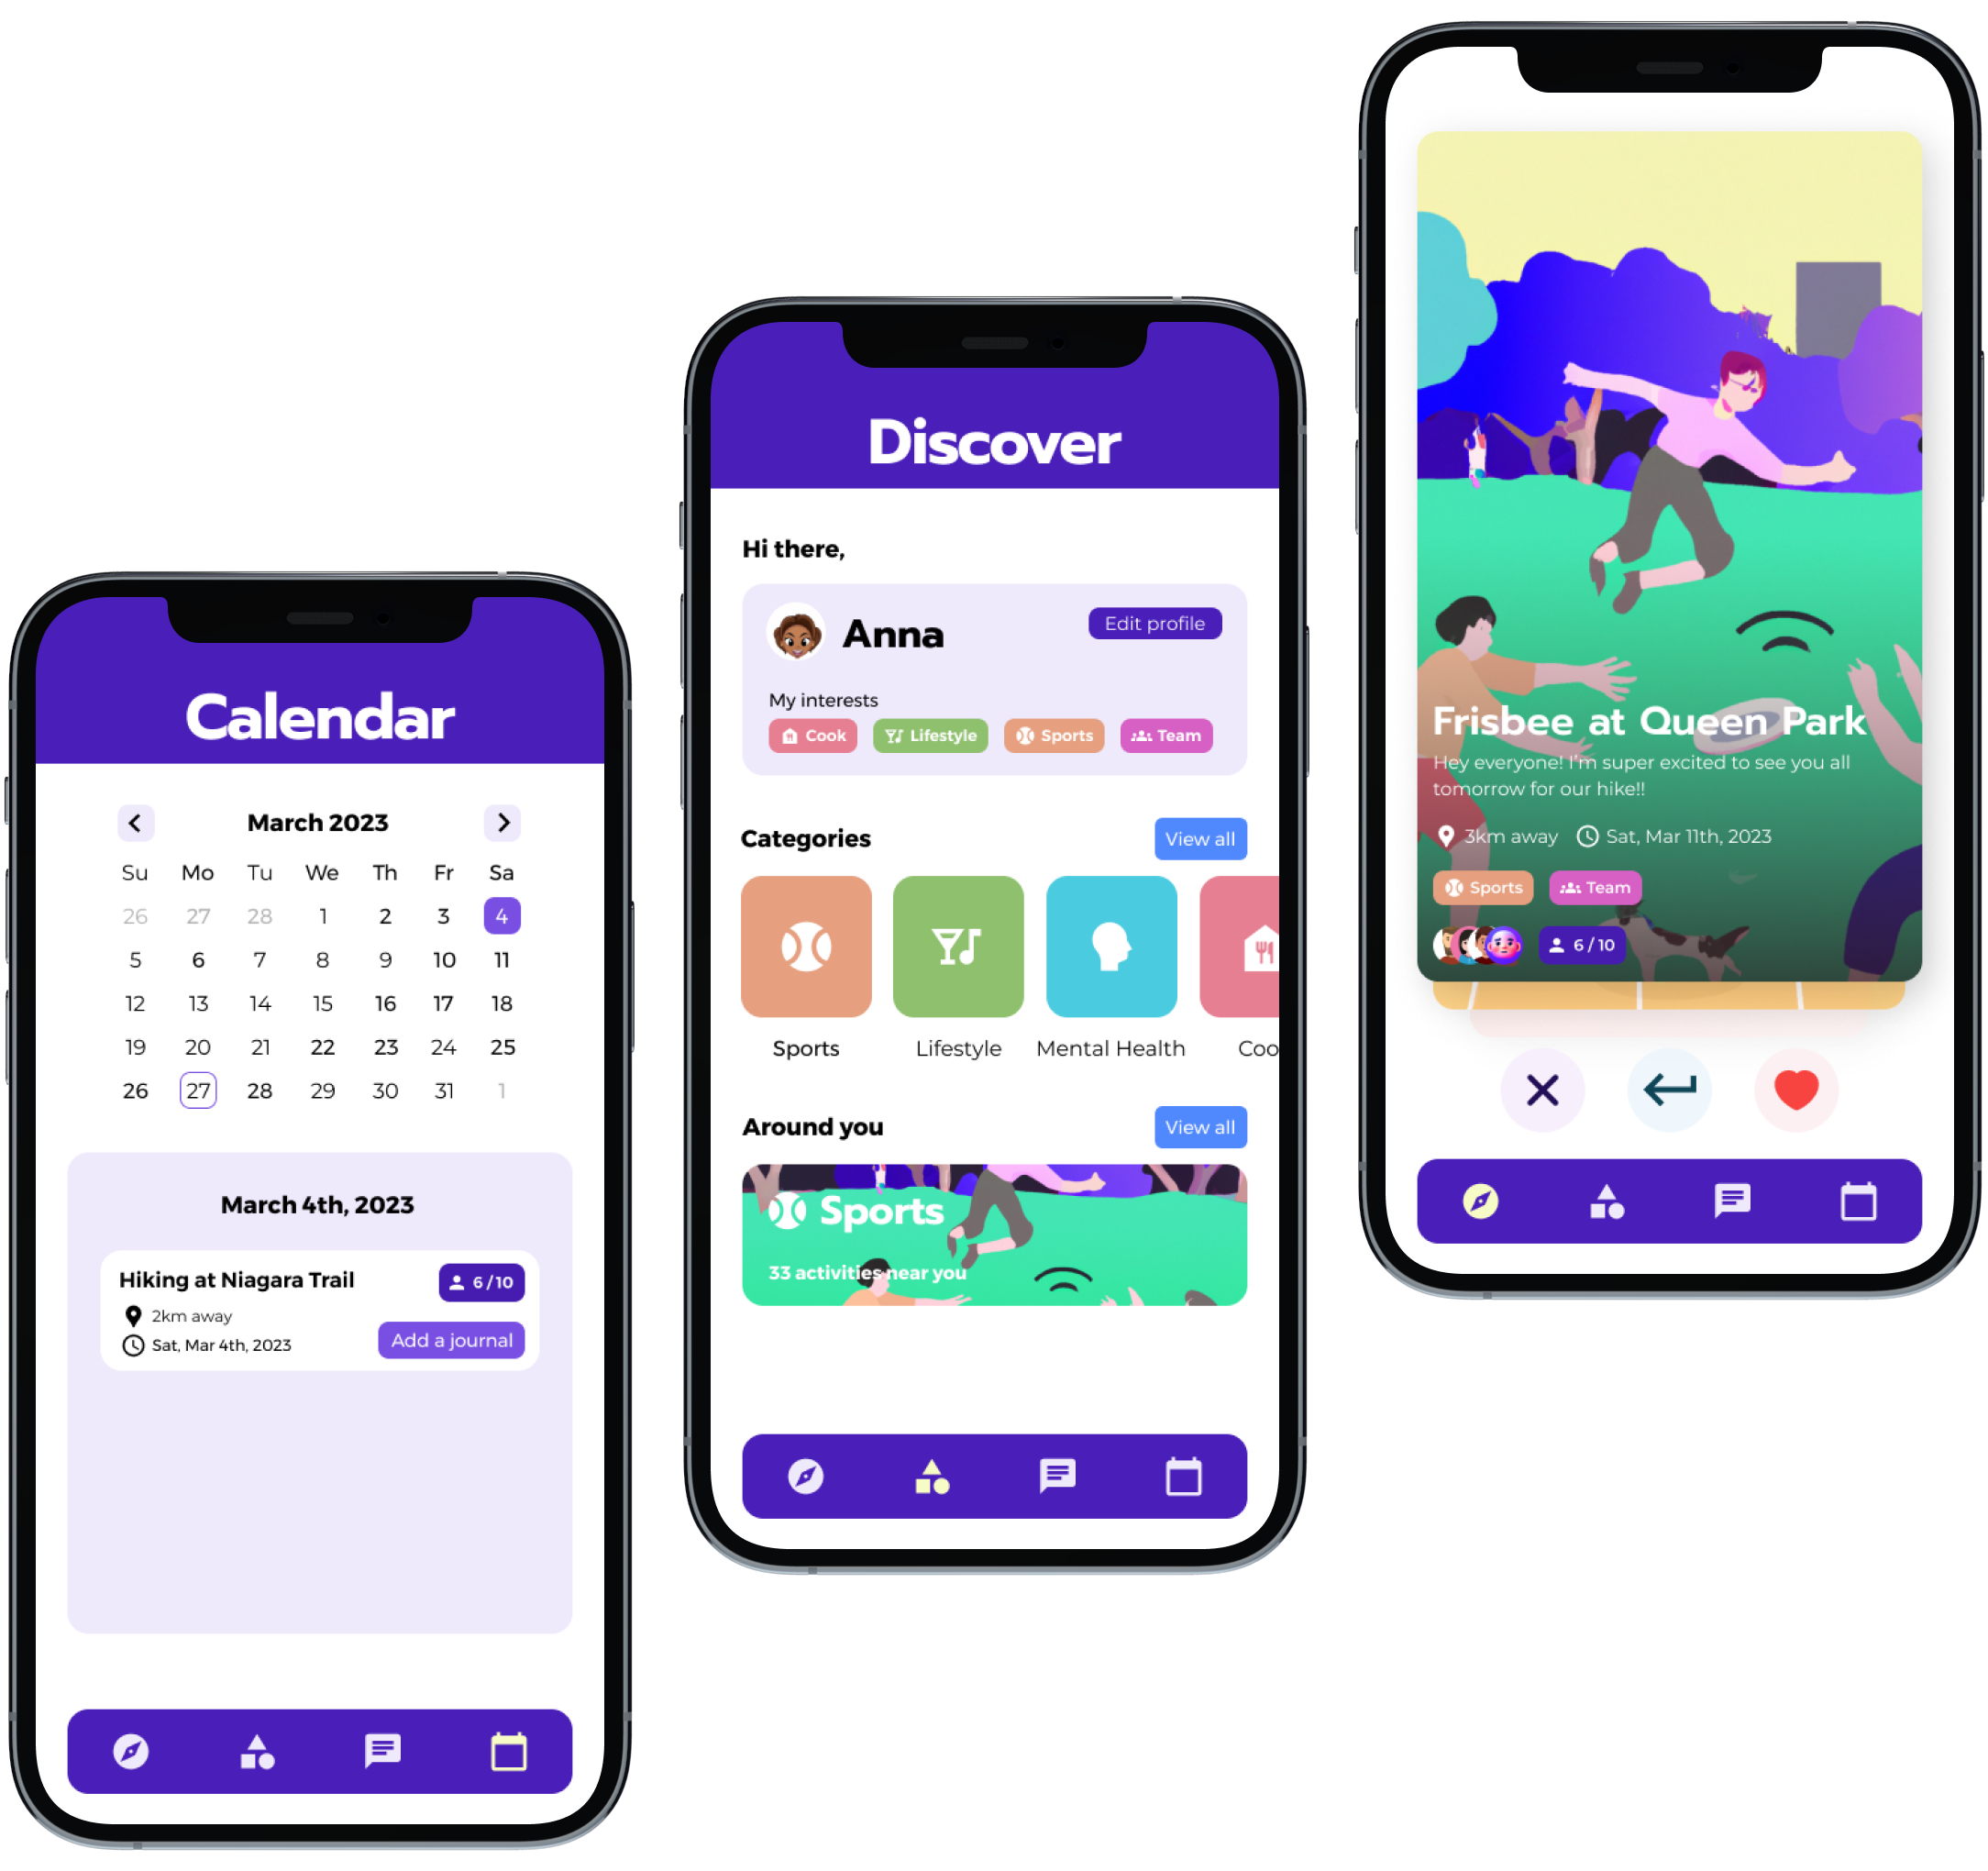 Calendar
March 2023
Su Mo Tu We Th Fr Sa
26 27 28 1 2 3 4
5 6 7 8 9 10 11
12 13 14 15 16 17 18
19 20 21 22 23 24 25
26 27 28 29 30 31 1
March 4th, 2023
Hiking at Niagara Trail
6 / 10
2km away
Sat, Mar 4th, 2023
Add a journal
Discover
Hi there,
Anna
Edit profile
My interests
Cook Lifestyle Sports Team
Categories
View all
Sports Lifestyle Mental Health Coo
Around you
View all
Sports
33 activities near you
Frisbee at Queen Park
Hey everyone! I'm super excited to see you all
tomorrow for our hike!!
3km away Sat, Mar 11th, 2023
Sports Team
6 / 10